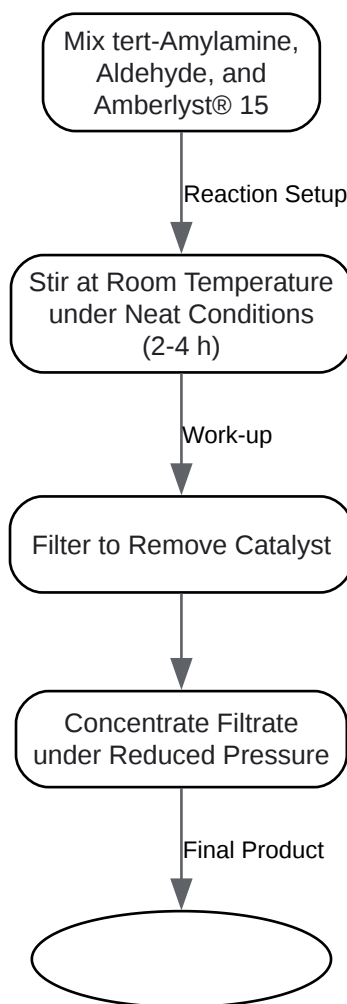 Mix tert-Amylamine,
Aldehyde, and
Amberlyst® 15
Reaction Setup
Stir at Room Temperature
under Neat Conditions
(2-4 h)
Work-up
Filter to Remove Catalyst
Concentrate Filtrate
under Reduced Pressure
Final Product